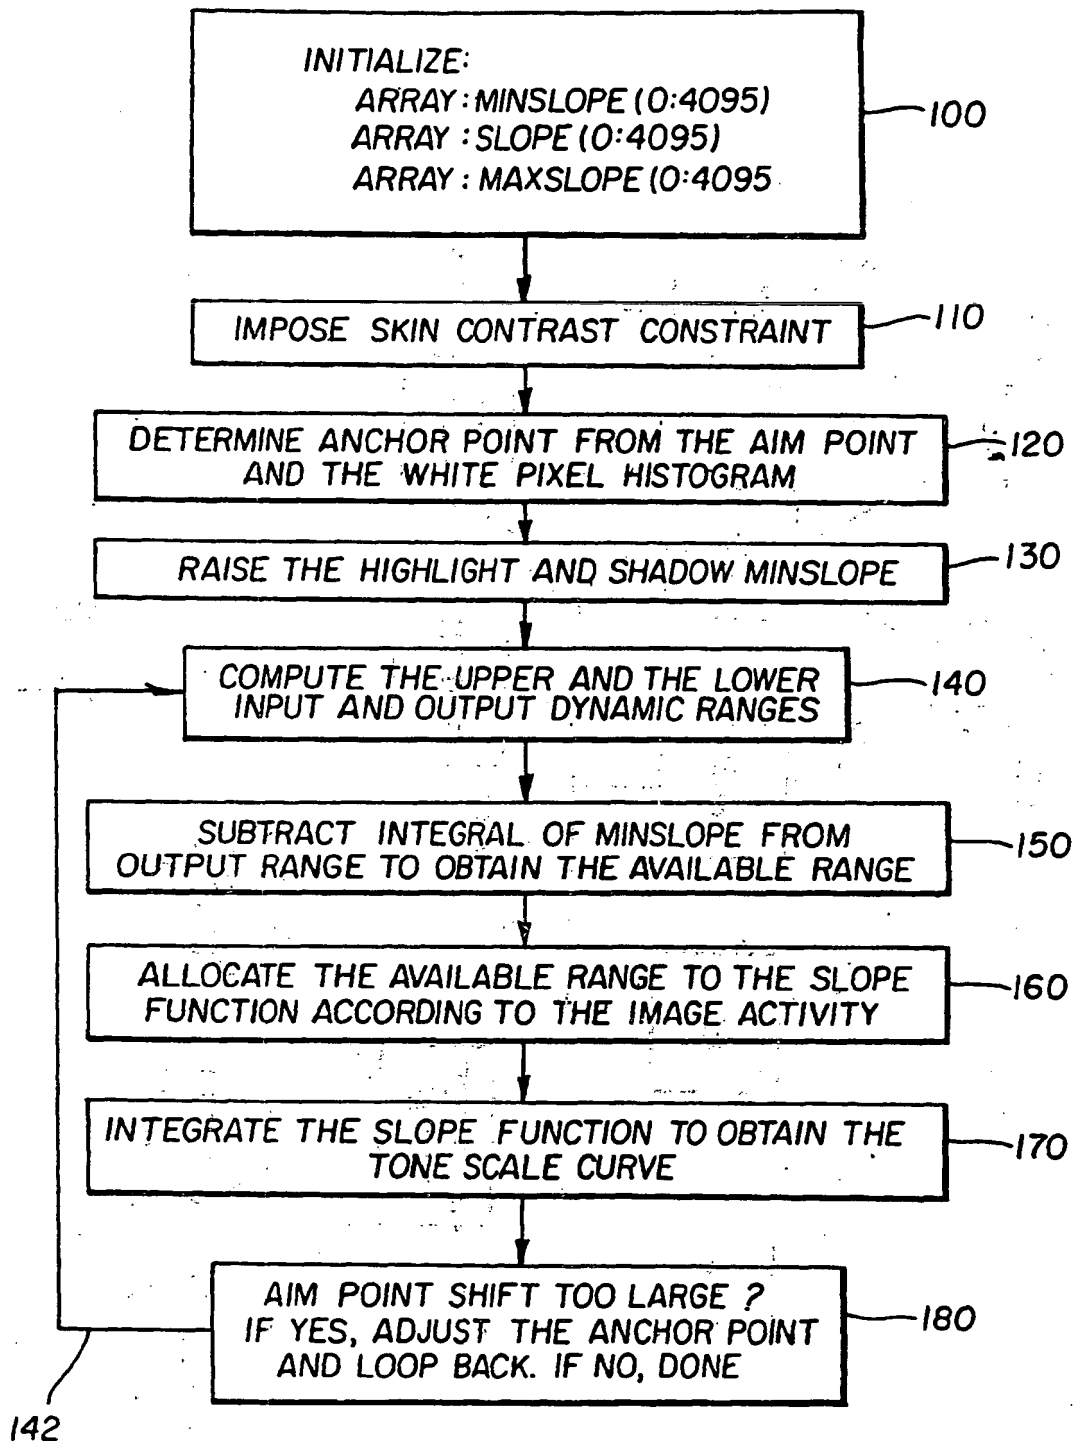 INITIALIZE:
ARRAY : MINSLOPE (0:4095)
ARRAY : SLOPE (0:4095)
ARRAY : MAXSLOPE (0:4095
100
IMPOSE SKIN CONTRAST CONSTRAINT
110
DETERMINE ANCHOR POINT FROM THE AIM POINT
AND THE WHITE PIXEL HISTOGRAM
120
RAISE THE HIGHLIGHT AND SHADOW MINSLOPE
130
COMPUTE THE UPPER AND THE LOWER
INPUT AND OUTPUT DYNAMIC RANGES
140
SUBTRACT INTEGRAL OF MINSLOPE FROM
OUTPUT RANGE TO OBTAIN THE AVAILABLE RANGE
150
ALLOCATE THE AVAILABLE RANGE TO THE SLOPE
FUNCTION ACCORDING TO THE IMAGE ACTIVITY
160
INTEGRATE THE SLOPE FUNCTION TO OBTAIN THE
TONE SCALE CURVE
170
AIM POINT SHIFT TOO LARGE ?
IF YES, ADJUST THE ANCHOR POINT
AND LOOP BACK. IF NO, DONE
180
142